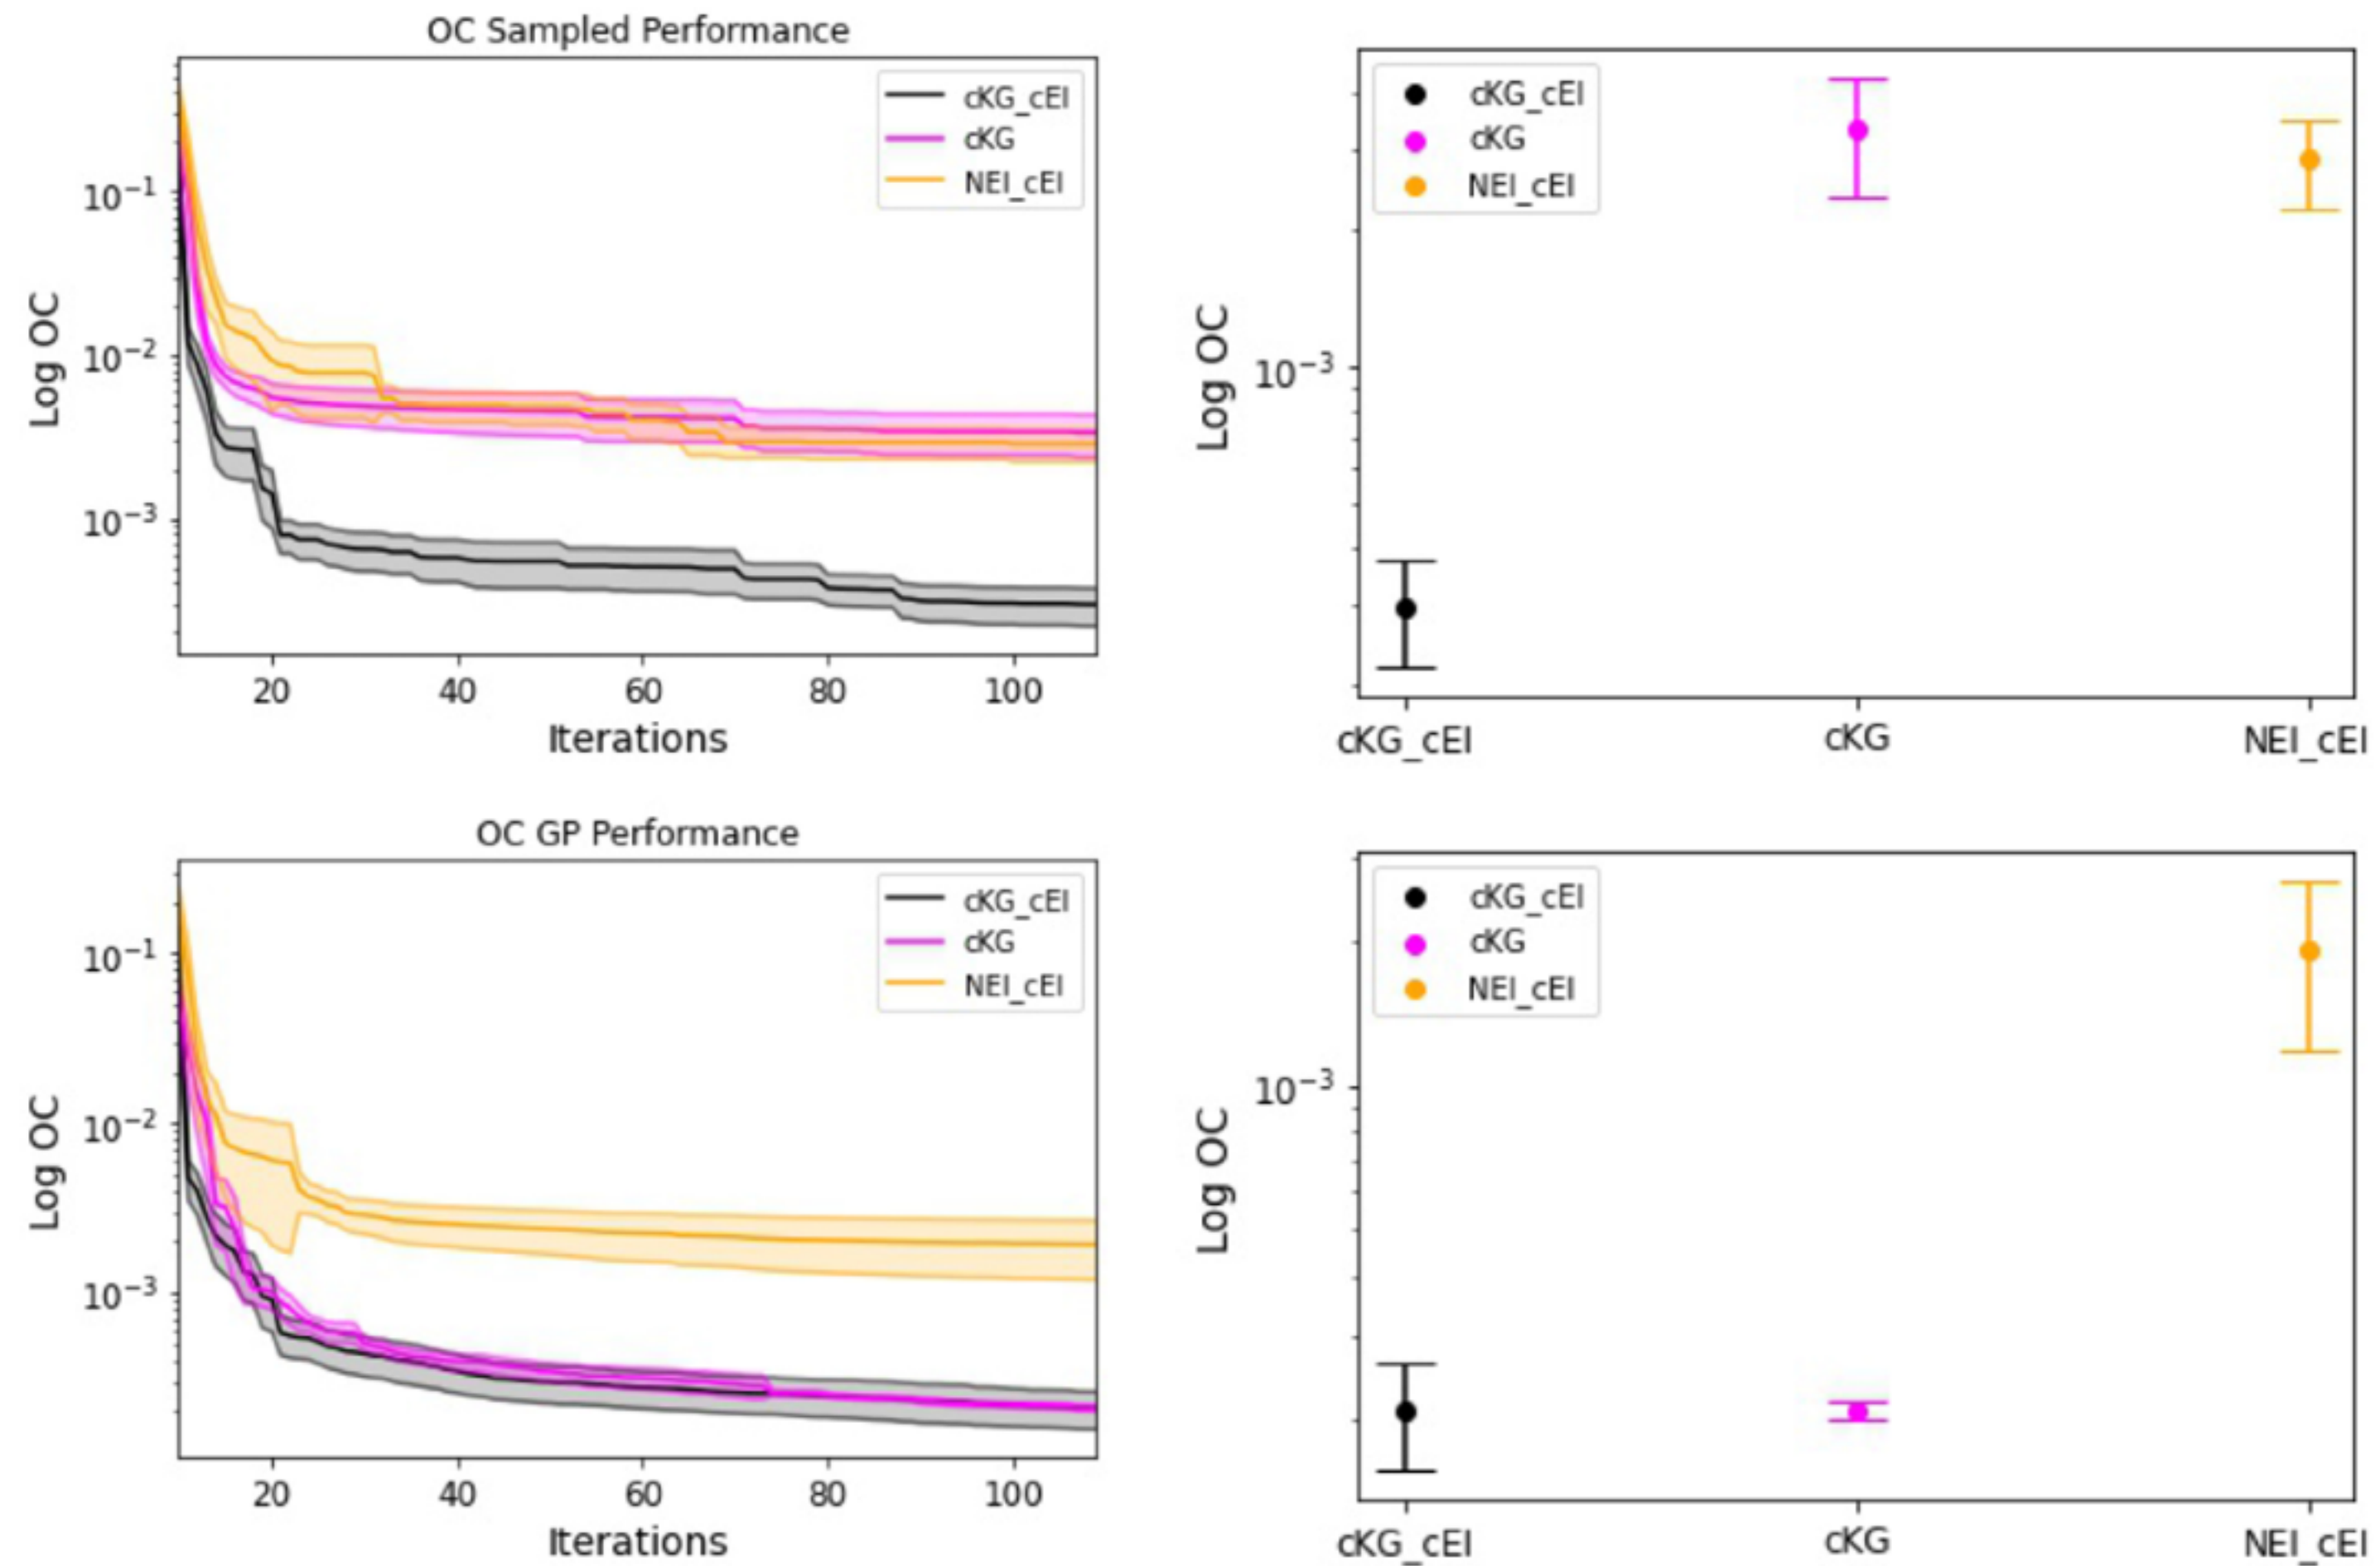 OC Sampled Performance
cKG_cEI
cKG
NEI_cEI
10⁻¹
10⁻²
10⁻³
Log OC
20 40 60 80 100
Iterations
cKG_cEI
cKG
NEI_cEI
10⁻³
Log OC
cKG_cEI cKG NEI_cEI
OC GP Performance
cKG_cEI
cKG
NEI_cEI
10⁻¹
10⁻²
10⁻³
Log OC
20 40 60 80 100
Iterations
cKG_cEI
cKG
NEI_cEI
10⁻³
Log OC
cKG_cEI cKG NEI_cEI